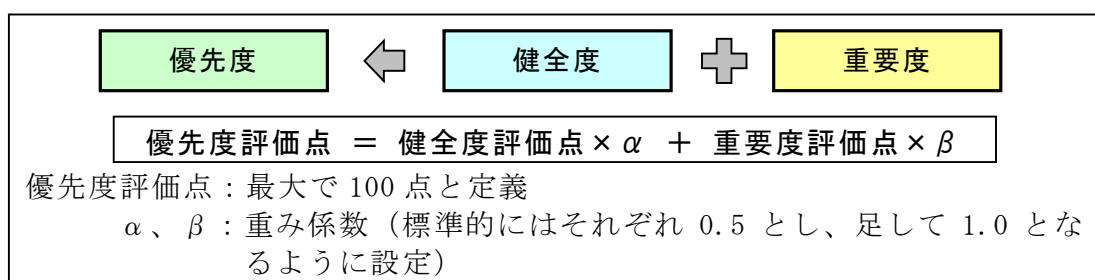 優先度 健全度 重要度
優先度評価点 = 健全度評価点×α + 重要度評価点×β
優先度評価点:最大で 100 点と定義
α、β:重み係数(標準的にはそれぞれ 0.5 とし、足して 1.0 とな
るように設定)